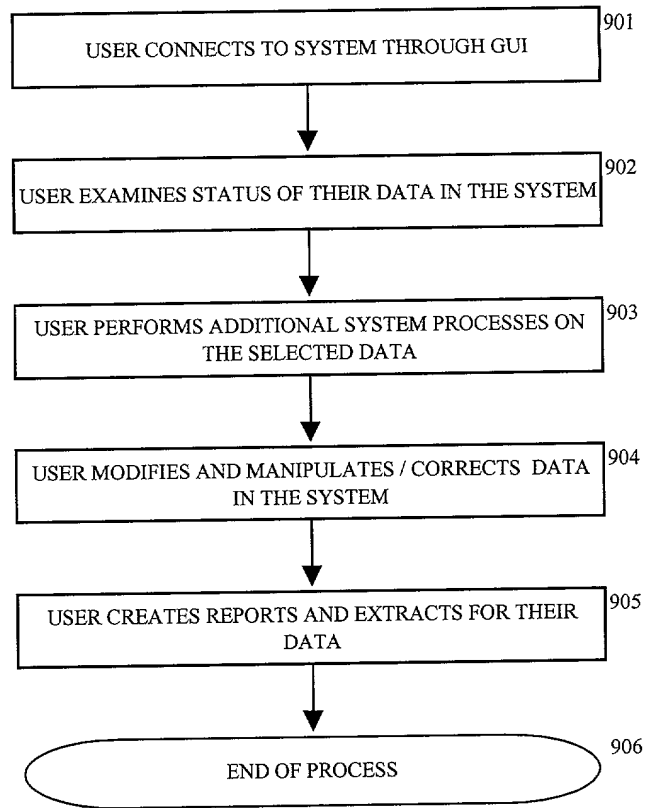 901
USER CONNECTS TO SYSTEM THROUGH GUI
902
USER EXAMINES STATUS OF THEIR DATA IN THE SYSTEM
903
USER PERFORMS ADDITIONAL SYSTEM PROCESSES ON
THE SELECTED DATA
904
USER MODIFIES AND MANIPULATES / CORRECTS DATA
IN THE SYSTEM
905
USER CREATES REPORTS AND EXTRACTS FOR THEIR
DATA
906
END OF PROCESS